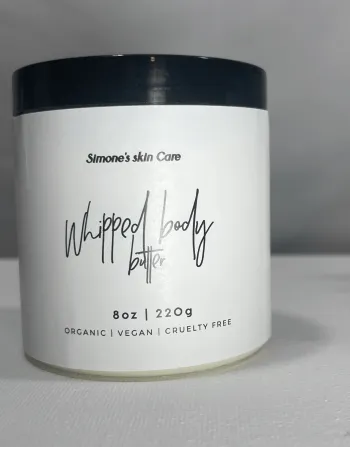 Simone's skin Care
Whipped body
butter
8oz | 220g
ORGANIC | VEGAN | CRUELTY FREE